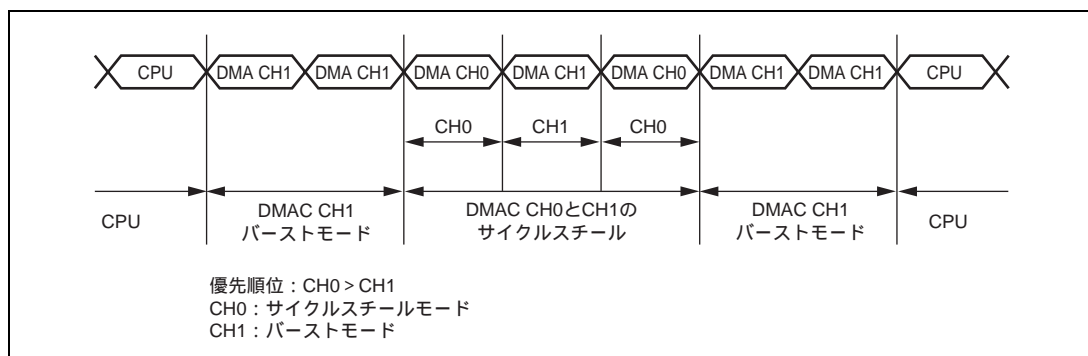 CPU DMA CH1 DMA CH1 DMA CH0 DMA CH1 DMA CH0 DMA CH1 DMA CH1 CPU
CH0 CH1 CH0
CPU
DMAC CH1
バーストモード
DMAC CH0とCH1の
サイクルスチール
DMAC CH1
バーストモード
CPU
優先順位：CH0 > CH1
CH0：サイクルスチールモード
CH1：バーストモード